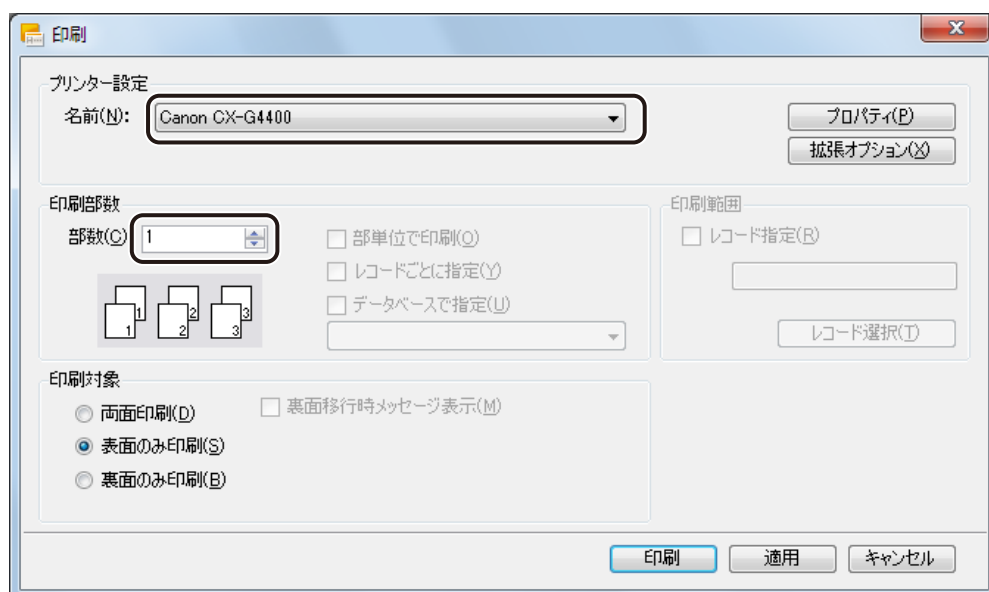 印刷
プリンター設定
名前(N): Canon CX-G4400 プロパティ(P)
拡張オプション(X)
印刷部数 印刷範囲
部数(C) 1 部単位で印刷(O) レコード指定(R)
レコードごとに指定(Y)
データベースで指定(U)
1 1 2 2 3 3
レコード選択(T)
印刷対象
両面印刷(D) 裏面移行時メッセージ表示(M)
表面のみ印刷(S)
裏面のみ印刷(B)
印刷 適用 キャンセル